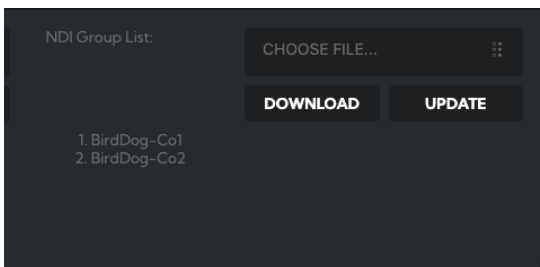 NDI Group List:
CHOOSE FILE...
DOWNLOAD
UPDATE
1. BirdDog-Co1
2. BirdDog-Co2